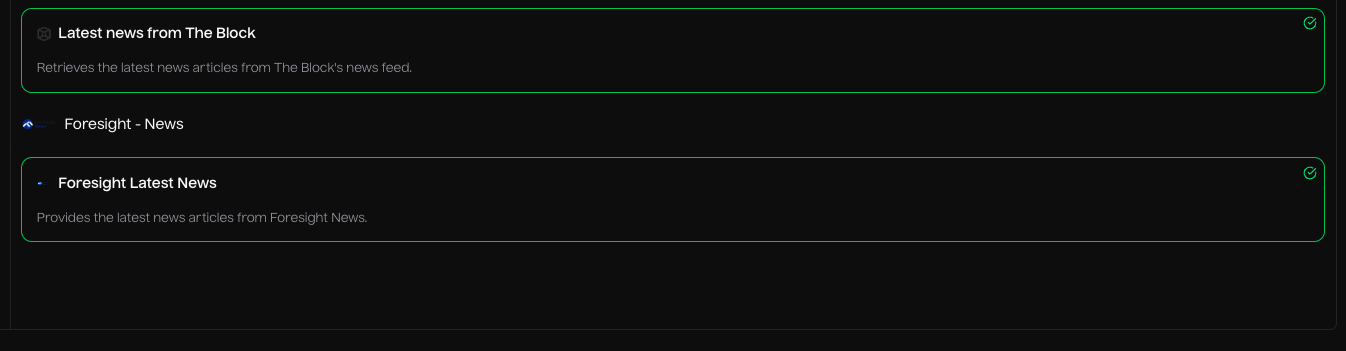 Latest news from The Block
Retrieves the latest news articles from The Block's news feed.
Foresight - News
Foresight Latest News
Provides the latest news articles from Foresight News.